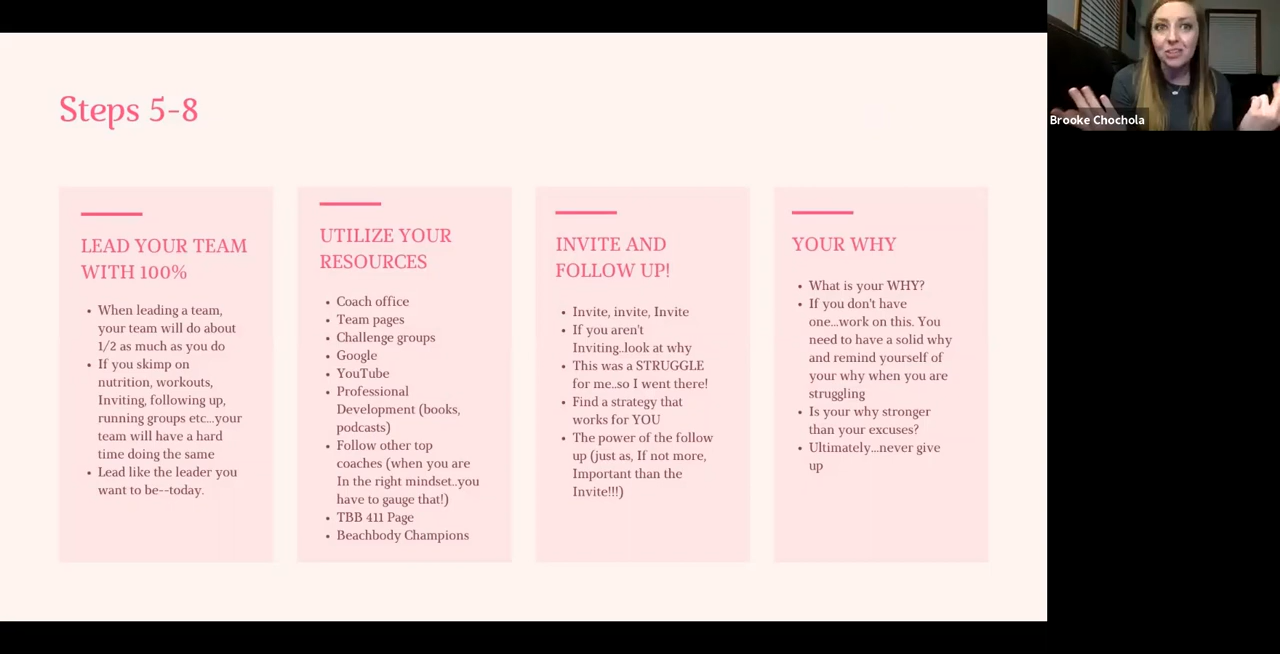 Steps 5-8
Brooke Chochola
LEAD YOUR TEAM
WITH 100%
• When leading a team,
your team will do about
1/2 as much as you do
• If you skimp on
nutrition, workouts,
Inviting, following up,
running groups etc...your
team will have a hard
time doing the same
• Lead like the leader you
want to be--today.
UTILIZE YOUR
RESOURCES
• Coach office
• Team pages
• Challenge groups
• Google
• YouTube
• Professional
Development (books,
podcasts)
• Follow other top
coaches (when you are
In the right mindset..you
have to gauge that!)
• TBB 411 Page
• Beachbody Champions
INVITE AND
FOLLOW UP!
• Invite, invite, Invite
• If you aren't
Inviting..look at why
• This was a STRUGGLE
for me..so I went there!
• Find a strategy that
works for YOU
• The power of the follow
up (just as, If not more,
Important than the
Invite!!!)
YOUR WHY
• What is your WHY?
• If you don't have
one...work on this. You
need to have a solid why
and remind yourself of
your why when you are
struggling
• Is your why stronger
than your excuses?
• Ultimately...never give
up